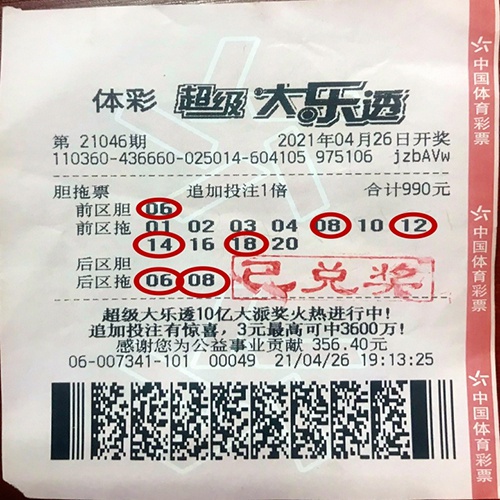 体彩 超级大乐透
第 21046期 2021年04月26日开奖
110360-436660-025014-604105 975106 jzbAVw
胆拖票 追加投注1倍 合计990元
前区胆 06
前区拖 01 02 03 04 08 10 12
14 16 18 20
后区胆
后区拖 06 08
已兑奖
超级大乐透10亿大派奖火热进行中!
追加投注有惊喜,3元最高可中3600万!
感谢您为公益事业贡献 356.40元
06-007341-101 00049 21/04/26 19:13:25
中国体育彩票
中国体育彩票
中国体育彩票